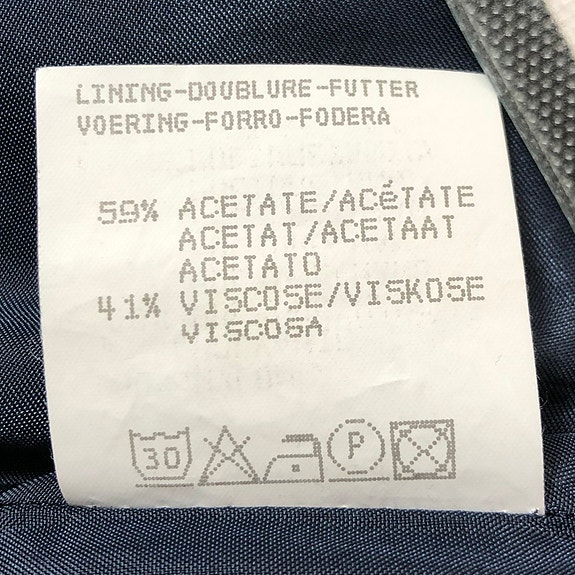 LINING-DOUBLURE-FUTTER
VOERING-FORRO-FODERA
59% ACETATE/ACéTATE
ACETAT/ACETAAT
ACETATO
41% VISCOSE/VISKOSE
VISCOSA
30 P